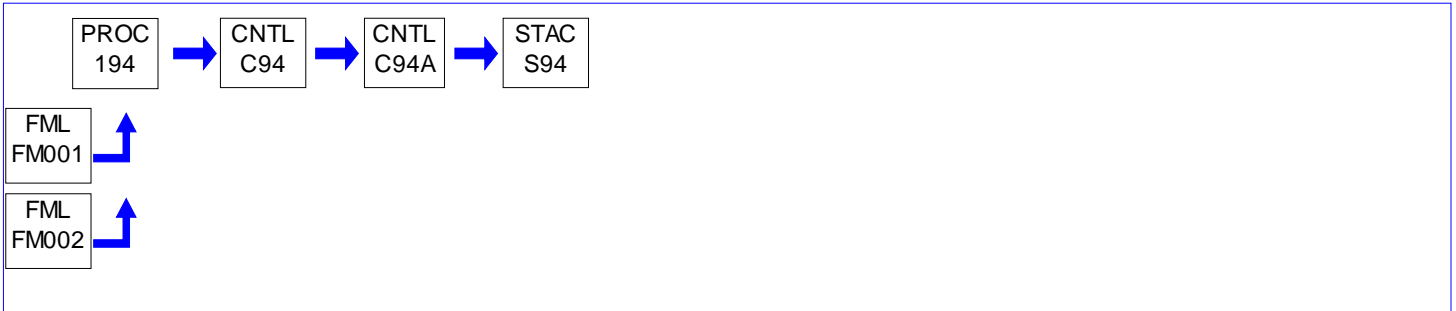 PROC
194
CNTL
C94
CNTL
C94A
STAC
S94
FML
FM001
FML
FM002